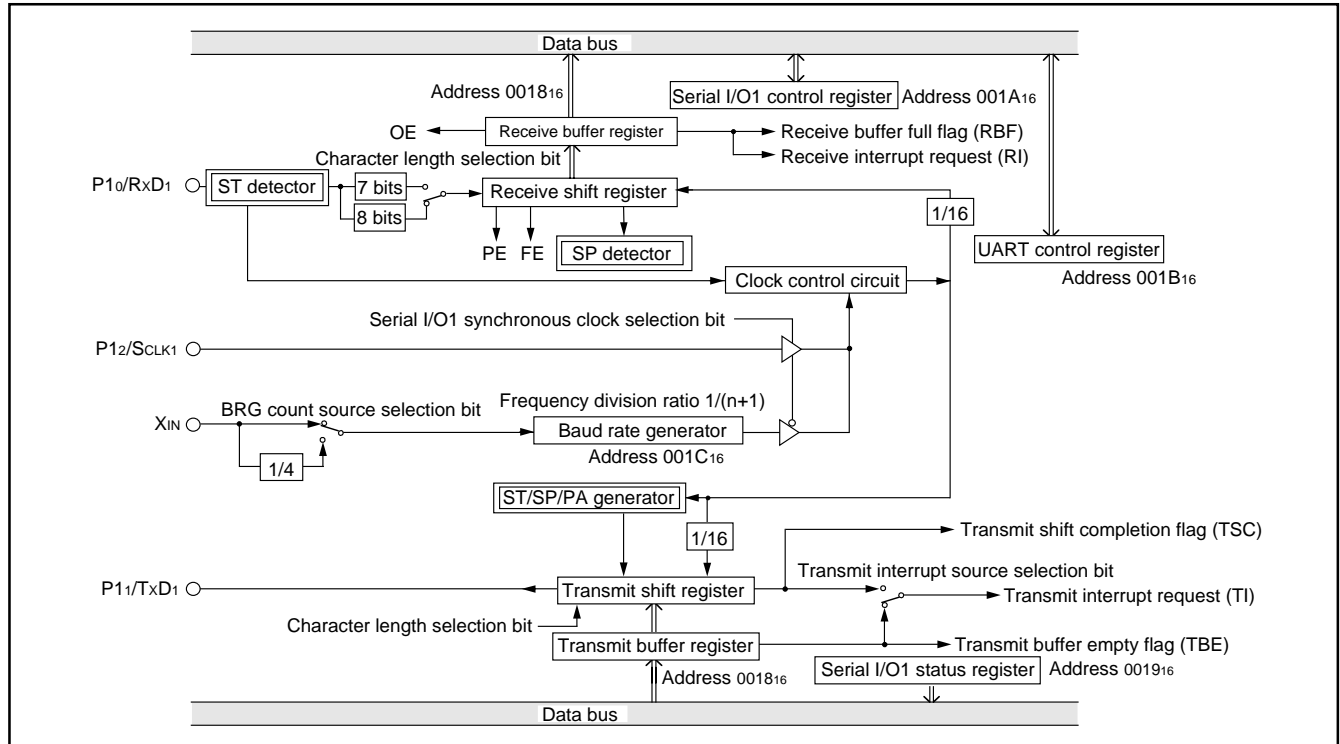 Data bus
Address 0018₁₆
Serial I/O1 control register Address 001A₁₆
OE
Receive buffer register
Receive buffer full flag (RBF)
Receive interrupt request (RI)
Character length selection bit
P1₀/RxD₁
ST detector
7 bits
8 bits
Receive shift register
1/16
PE
FE
SP detector
UART control register
Address 001B₁₆
Clock control circuit
Serial I/O1 synchronous clock selection bit
P1₂/SCLK1
BRG count source selection bit
Frequency division ratio 1/(n+1)
XIN
Baud rate generator
Address 001C₁₆
1/4
ST/SP/PA generator
1/16
Transmit shift completion flag (TSC)
Transmit interrupt source selection bit
P1₁/TxD₁
Transmit shift register
Transmit interrupt request (TI)
Character length selection bit
Transmit buffer register
Transmit buffer empty flag (TBE)
Address 0018₁₆
Serial I/O1 status register Address 0019₁₆
Data bus